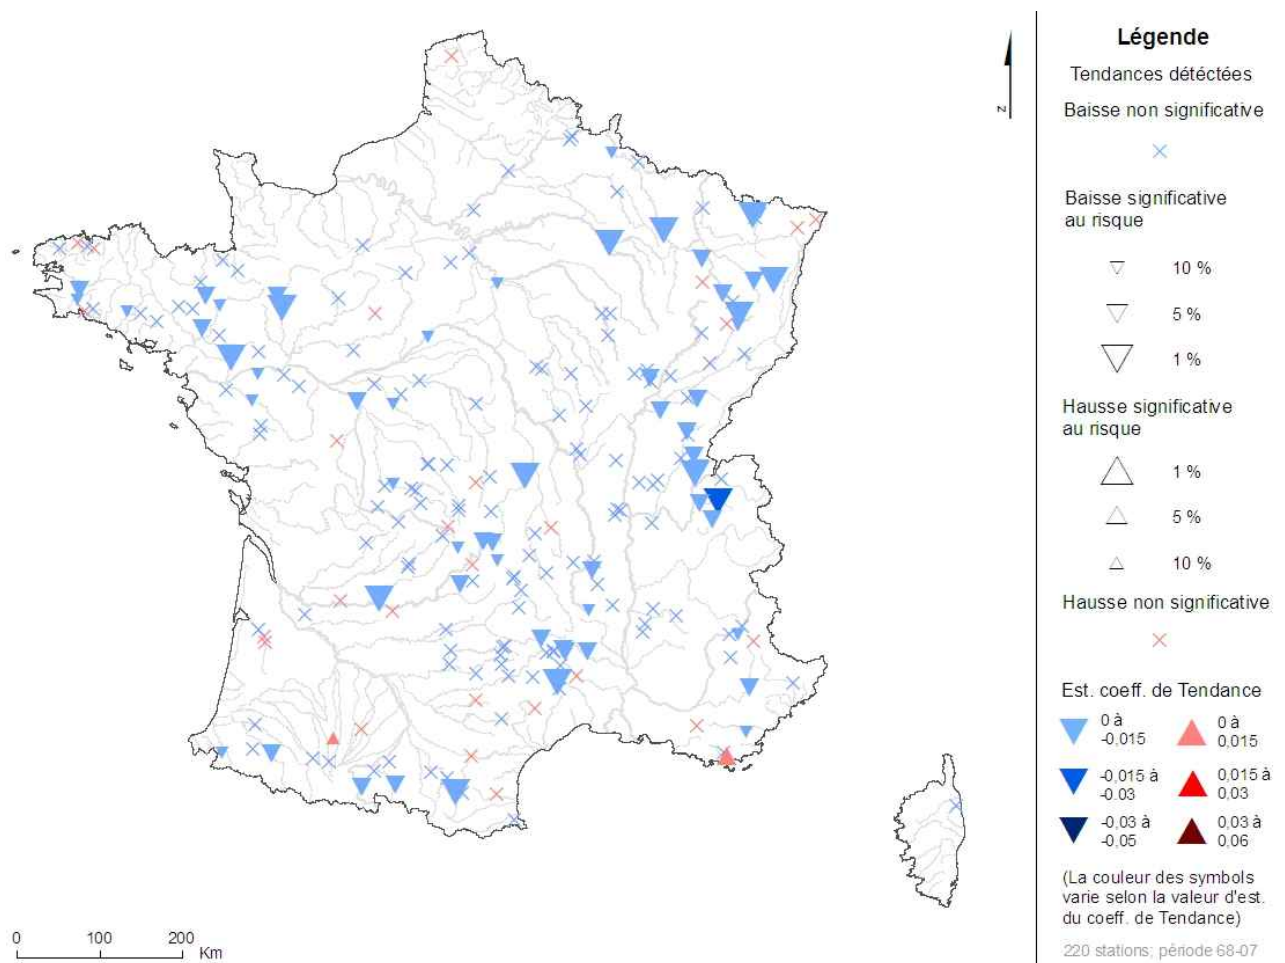 Légende
Tendances détéctées
Baisse non significative
Baisse significative
au risque
10 %
5 %
1 %
Hausse significative
au risque
1 %
5 %
10 %
Hausse non significative
Est. coeff. de Tendance
0 à
-0,015
0 à
0,015
-0,015 à
-0.03
0,015 à
0,03
-0,03 à
-0,05
0,03 à
0,06
(La couleur des symbols
varie selon la valeur d'est.
du coeff. de Tendance)
220 stations; période 68-07
z
0 100 200
Km